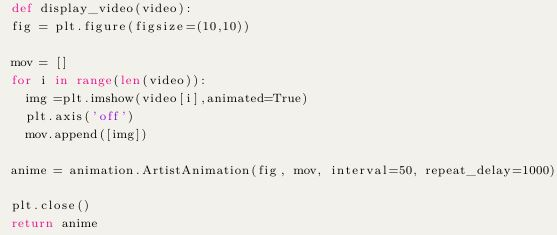 def display_video(video):
fig = plt.figure(figsize=(10,10))
mov = []
for i in range(len(video)):
img =plt.imshow(video[i],animated=True)
plt.axis('off')
mov.append([img])
anime = animation.ArtistAnimation(fig, mov, interval=50, repeat_delay=1000)
plt.close()
return anime